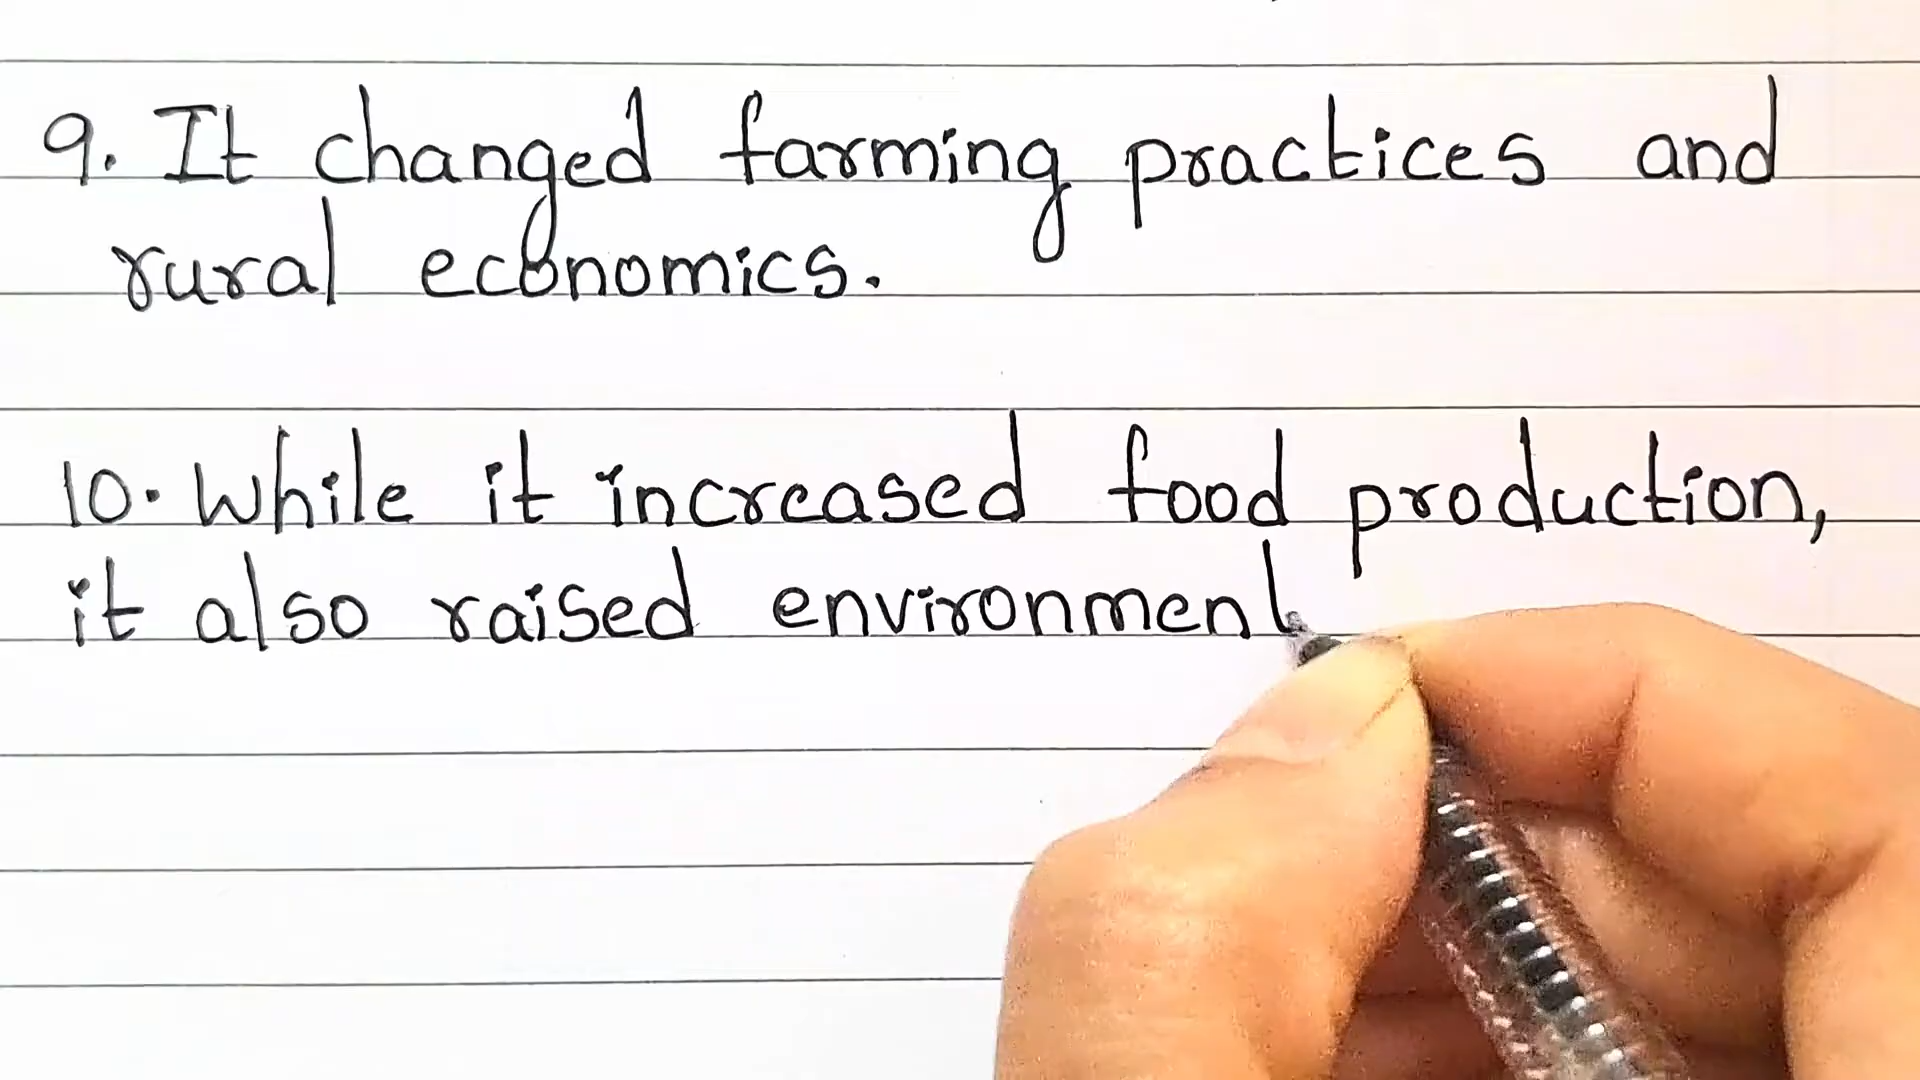 9. It changed farming practices and
rural economics.
10. While it increased food production,
it also raised environment